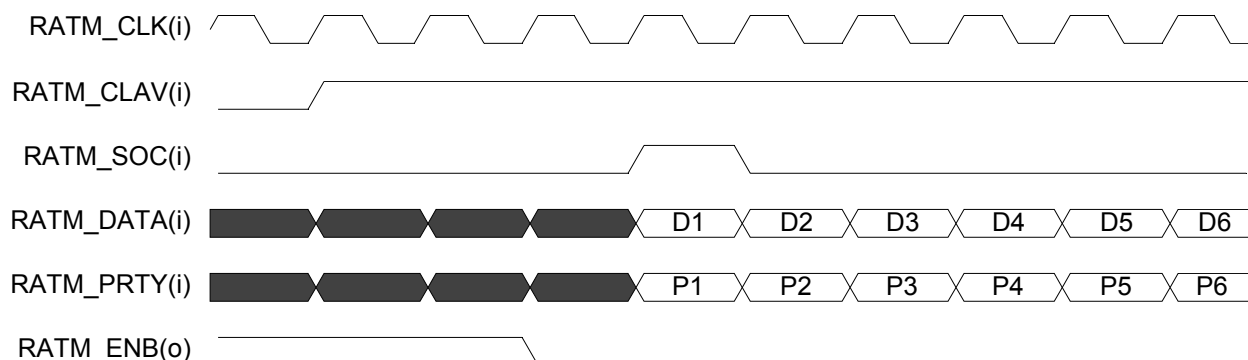 RATM_CLK(i)
RATM_CLAV(i)
RATM_SOC(i)
RATM_DATA(i) D1 D2 D3 D4 D5 D6
RATM_PRTY(i) P1 P2 P3 P4 P5 P6
RATM_ENB(o)